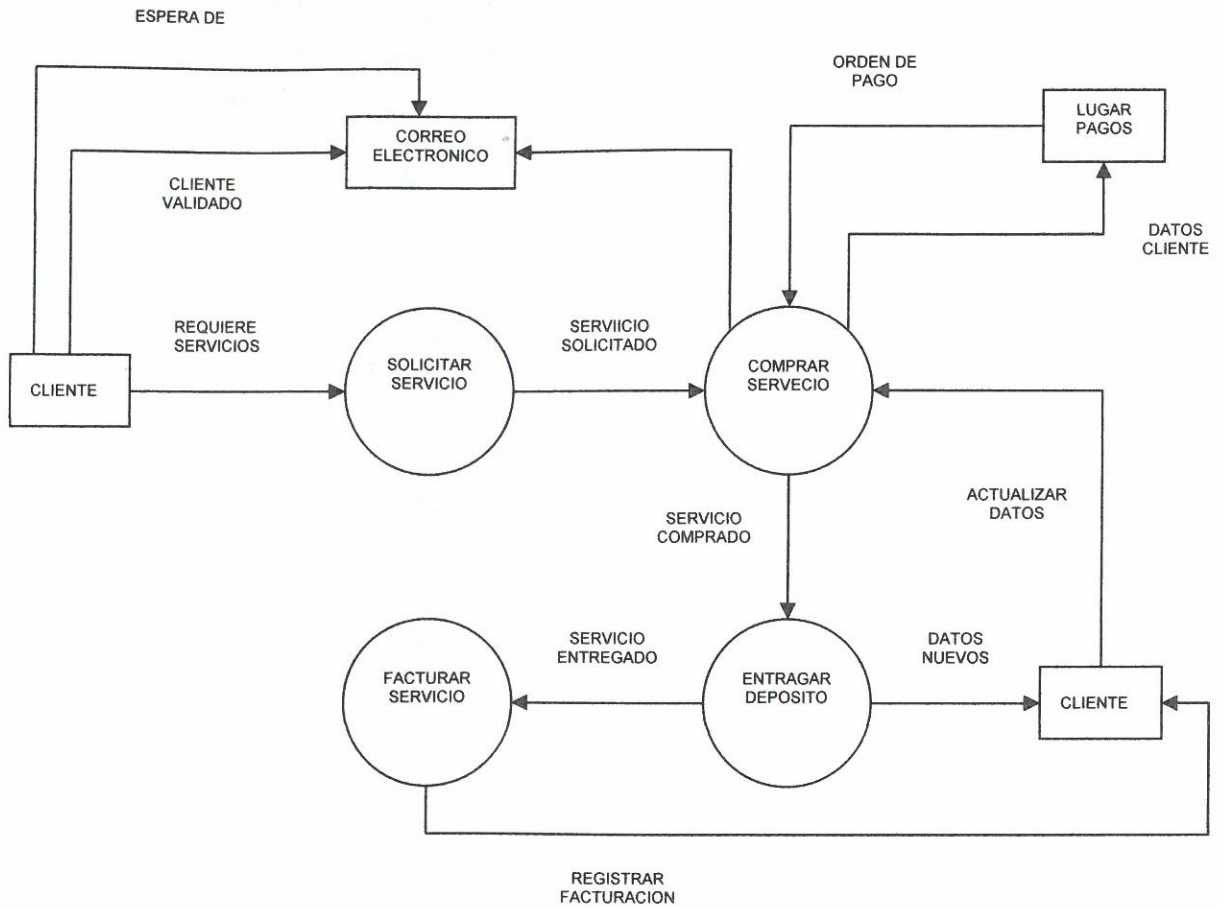 ESPERA DE
ORDEN DE
PAGO
LUGAR
PAGOS
CORREO
ELECTRONICO
CLIENTE
VALIDADO
DATOS
CLIENTE
REQUIERE
SERVICIOS
SERVIICIO
SOLICITADO
SOLICITAR
SERVICIO
COMPRAR
SERVECIO
CLIENTE
ACTUALIZAR
DATOS
SERVICIO
COMPRADO
SERVICIO
ENTREGADO
DATOS
NUEVOS
FACTURAR
SERVICIO
ENTRAGAR
DEPOSITO
CLIENTE
REGISTRAR
FACTURACION